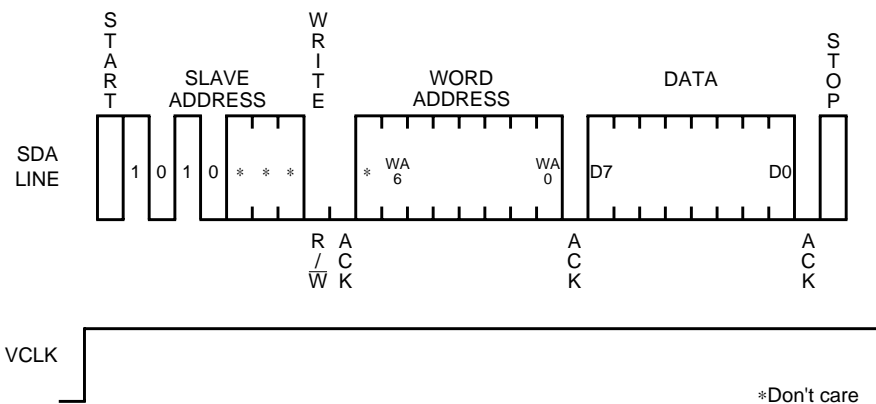 START
WRITE
STOP
SLAVE
ADDRESS
WORD
ADDRESS
DATA
SDA
LINE
1 0 1 0 * * * * WA
6 WA
0 D7 D0
R/W
ACK
ACK
ACK
VCLK
*Don't care